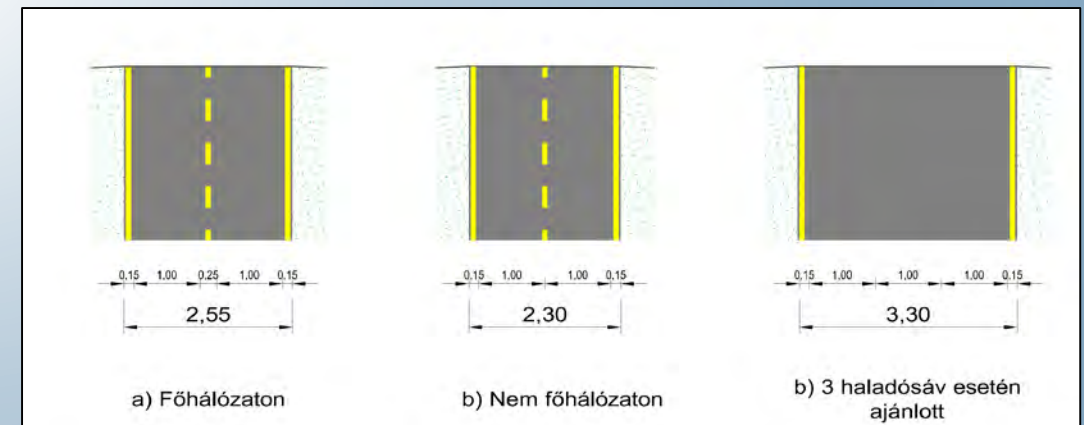 0,15 1,00 0,25 1,00 0,15
2,55
a) Főhálózaton
0,15 1,00 1,00 0,15
2,30
b) Nem főhálózaton
0,15 1,00 1,00 1,00 0,15
3,30
b) 3 haladósáv esetén
ajánlott